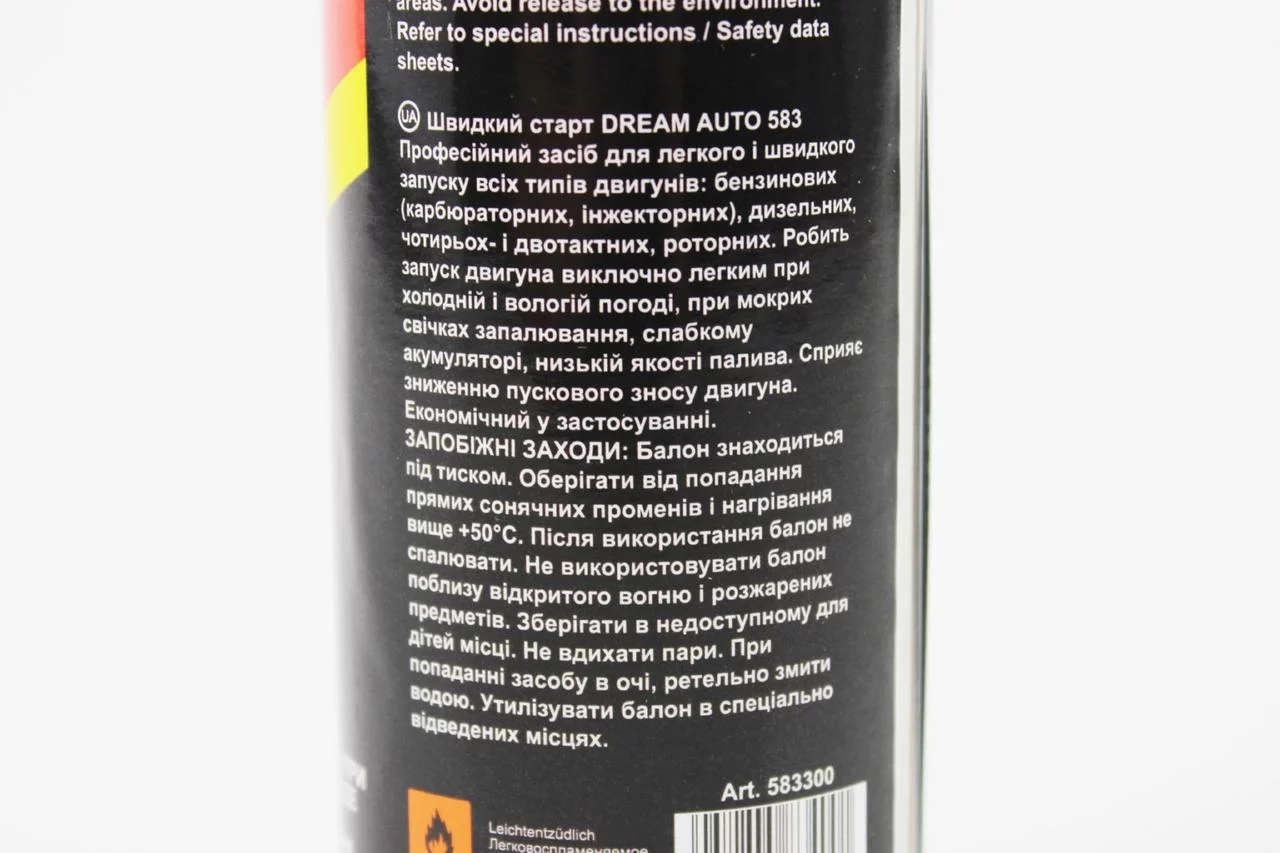 areas. Avoid release to the environment.
Refer to special instructions / Safety data
sheets.
UA Швидкий старт DREAM AUTO 583
Професійний засіб для легкого і швидкого
запуску всіх типів двигунів: бензинових
(карбюраторних, інжекторних), дизельних,
чотирьох- і двотактних, роторних. Робить
запуск двигуна виключно легким при
холодній і вологій погоді, при мокрих
свічках запалювання, слабкому
акумуляторі, низькій якості палива. Сприяє
зниженню пускового зносу двигуна.
Економічний у застосуванні.
ЗАПОБІЖНІ ЗАХОДИ: Балон знаходиться
під тиском. Оберігати від попадання
прямих сонячних променів і нагрівання
вище +50°C. Після використання балон не
спалювати. Не використовувати балон
поблизу відкритого вогню і розжарених
предметів. Зберігати в недоступному для
дітей місці. Не вдихати пари. При
попаданні засобу в очі, ретельно змити
водою. Утилізувати балон в спеціально
відведених місцях.
Art. 583300
Leichtentzüdlich
Легковоспламеняемое